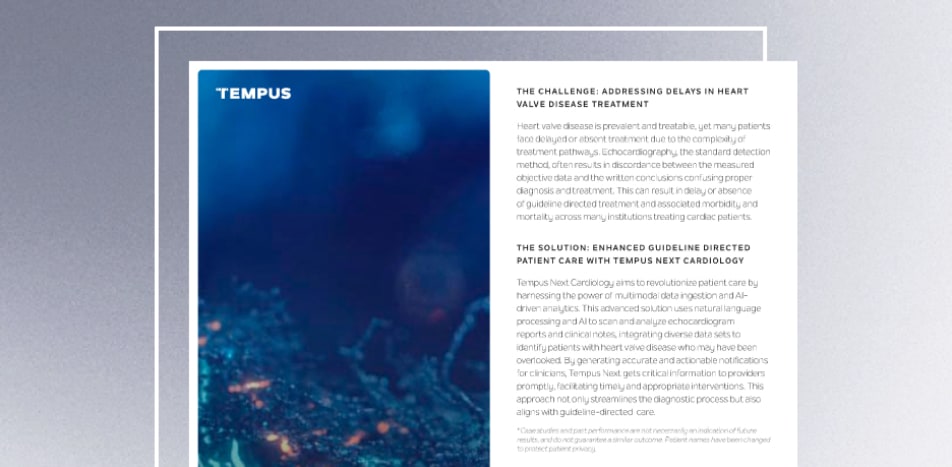 TEMPUS
THE CHALLENGE: ADDRESSING DELAYS IN HEART
VALVE DISEASE TREATMENT
Heart valve disease is prevalent and treatable, yet many patients
face delayed or absent treatment due to the complexity of
treatment pathways. Echocardiography, the standard detection
method, often results in discordance between the measured
objective data and the written conclusions confusing proper
diagnosis and treatment. This can result in delay or absence
of guideline directed treatment and associated morbidity and
mortality across many institutions treating cardiac patients.
THE SOLUTION: ENHANCED GUIDELINE DIRECTED
PATIENT CARE WITH TEMPUS NEXT CARDIOLOGY
Tempus Next Cardiology aims to revolutionize patient care by
harnessing the power of multimodal data ingestion and AI-
driven analytics. This advanced solution uses natural language
processing and AI to scan and analyze echocardiogram
reports and clinical notes, integrating diverse data sets to
identify patients with heart valve disease who may have been
overlooked. By generating accurate and actionable notifications
for clinicians, Tempus Next gets critical information to providers
promptly, facilitating timely and appropriate interventions. This
approach not only streamlines the diagnostic process but also
aligns with guideline-directed care.
* Case studies and past performance are not necessarily an indication of future
results, and do not guarantee a similar outcome. Patient names have been changed
to protect patient privacy.